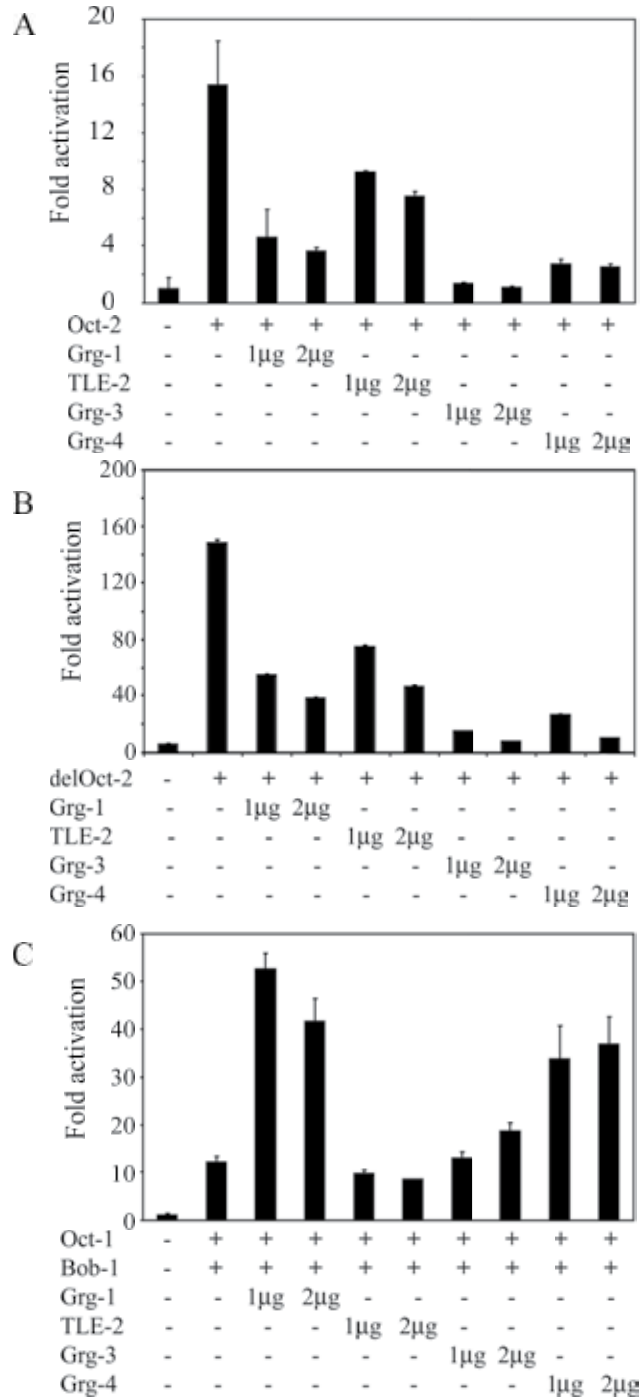 A
Fold activation
20
16
12
8
4
0
Oct-2 - + + + + + + + + +
Grg-1 - - 1µg 2µg - - - - - -
TLE-2 - - - - 1µg 2µg - - - -
Grg-3 - - - - - - 1µg 2µg - -
Grg-4 - - - - - - - - 1µg 2µg
B
Fold activation
200
160
120
80
40
0
delOct-2 - + + + + + + + + +
Grg-1 - - 1µg 2µg - - - - - -
TLE-2 - - - - 1µg 2µg - - - -
Grg-3 - - - - - - 1µg 2µg - -
Grg-4 - - - - - - - - 1µg 2µg
C
Fold activation
60
50
40
30
20
10
0
Oct-1 - + + + + + + + + +
Bob-1 - + + + + + + + + +
Grg-1 - - 1µg 2µg - - - - - -
TLE-2 - - - - 1µg 2µg - - - -
Grg-3 - - - - - - 1µg 2µg - -
Grg-4 - - - - - - - - 1µg 2µg